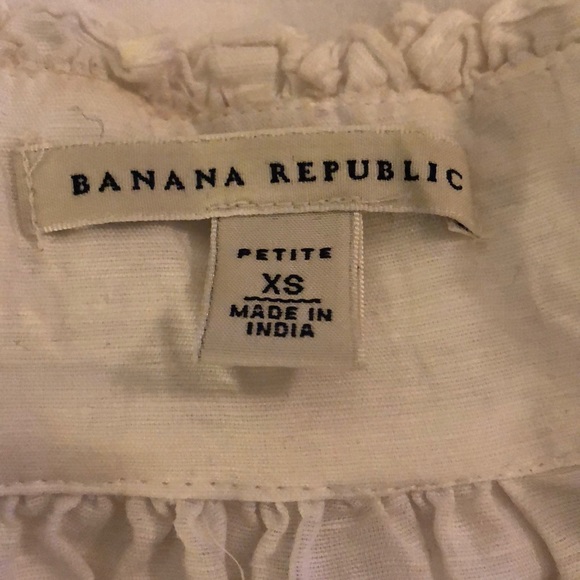 BANANA REPUBLIC
PETITE
XS
MADE IN
INDIA